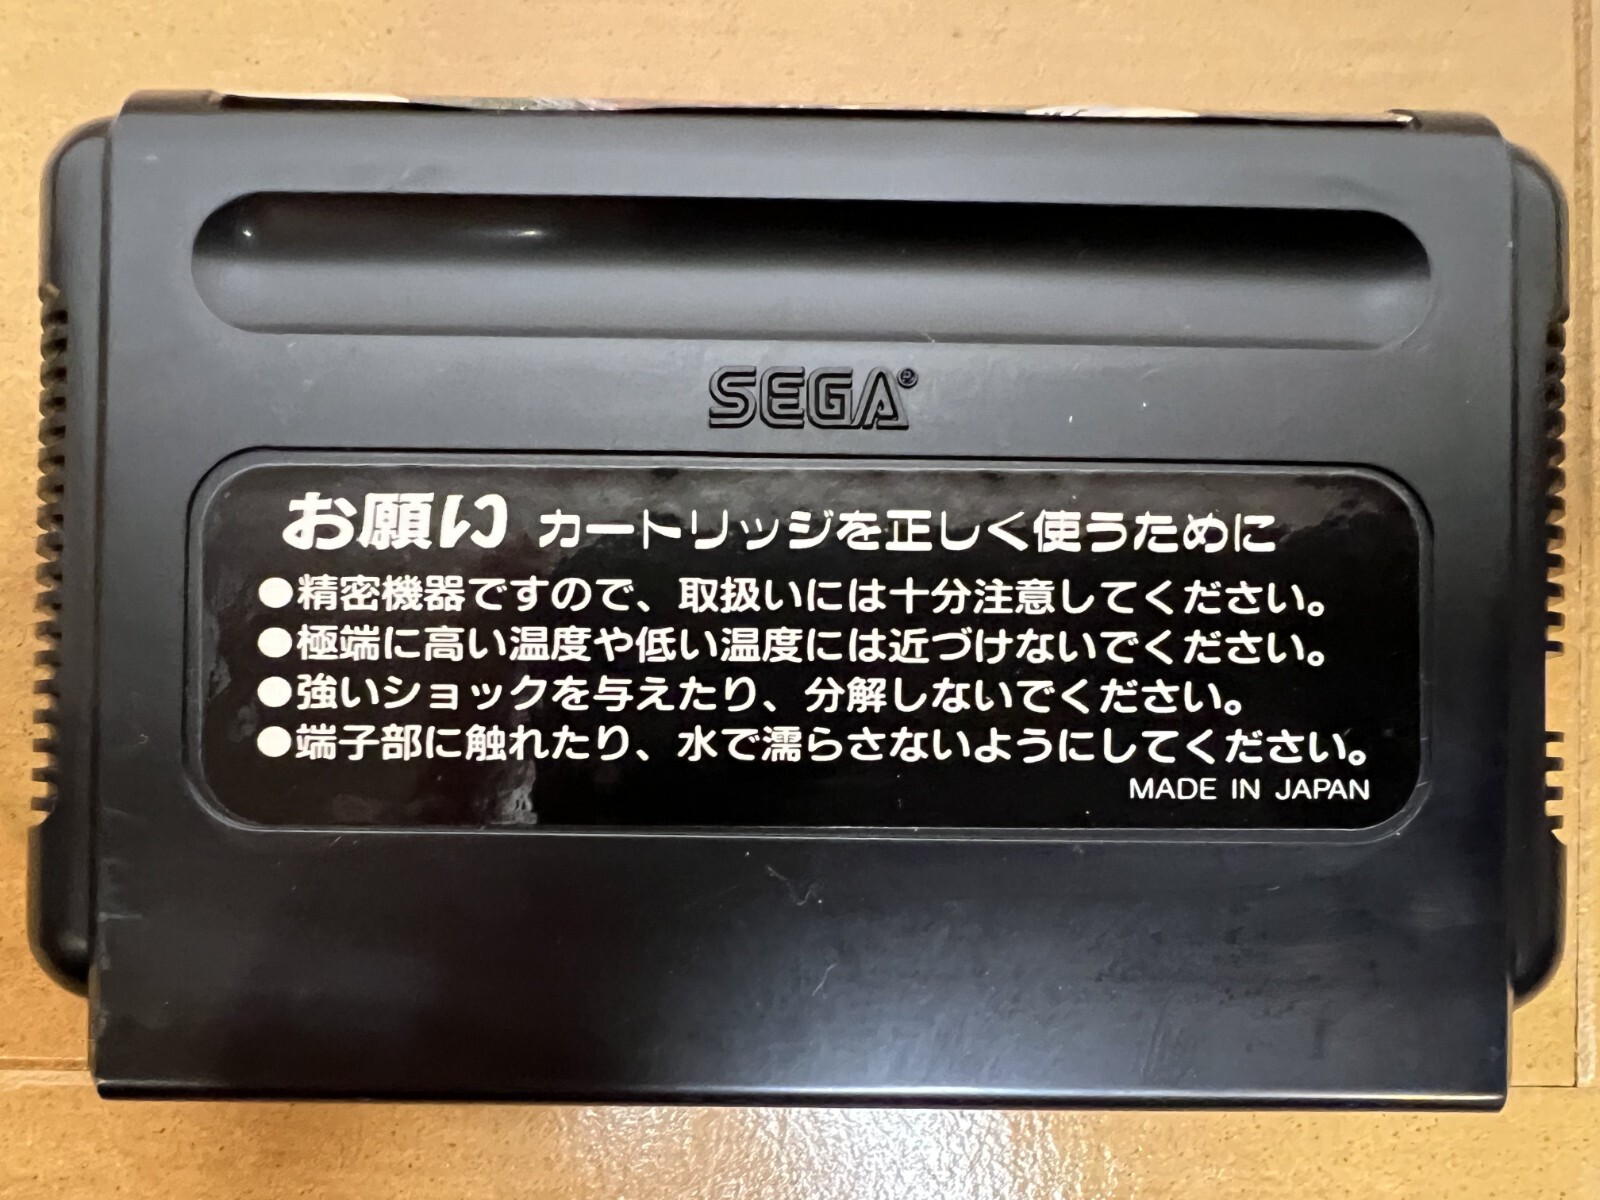 SEGA®
お願い カートリッジを正しく使うために
●精密機器ですので、取扱いには十分注意してください。
●極端に高い温度や低い温度には近づけないでください。
●強いショックを与えたり、分解しないでください。
●端子部に触れたり、水で濡らさないようにしてください。
MADE IN JAPAN